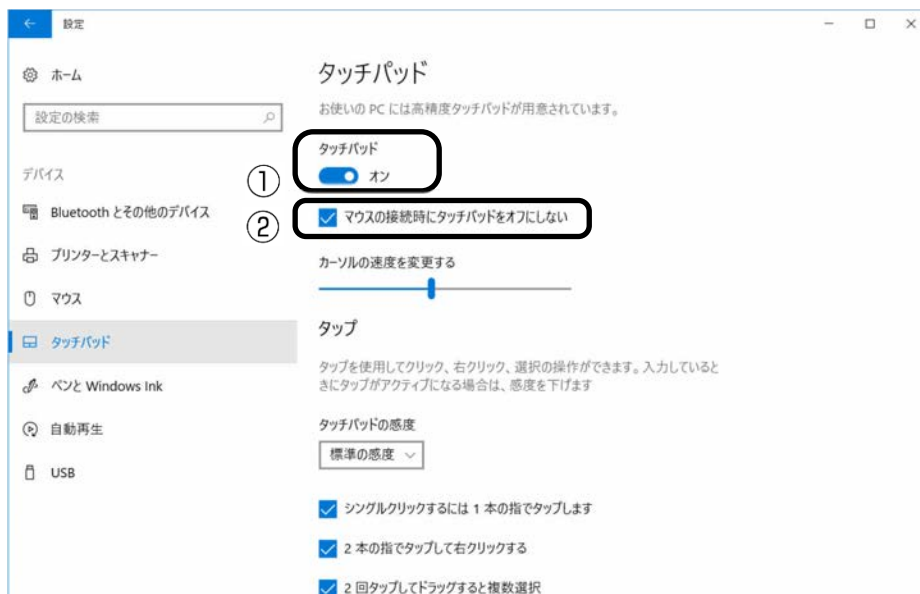 設定
ホーム
設定の検索
デバイス
Bluetooth とその他のデバイス
プリンターとスキャナー
マウス
タッチパッド
ペンと Windows Ink
自動再生
USB
タッチパッド
お使いの PC には高精度タッチパッドが用意されています。
タッチパッド
① オン
② マウスの接続時にタッチパッドをオフにしない
カーソルの速度を変更する
タップ
タップを使用してクリック、右クリック、選択の操作ができます。入力していると
きにタップがアクティブになる場合は、感度を下げます
タッチパッドの感度
標準の感度
シングルクリックするには 1 本の指でタップします
2 本の指でタップして右クリックする
2 回タップしてドラッグすると複数選択